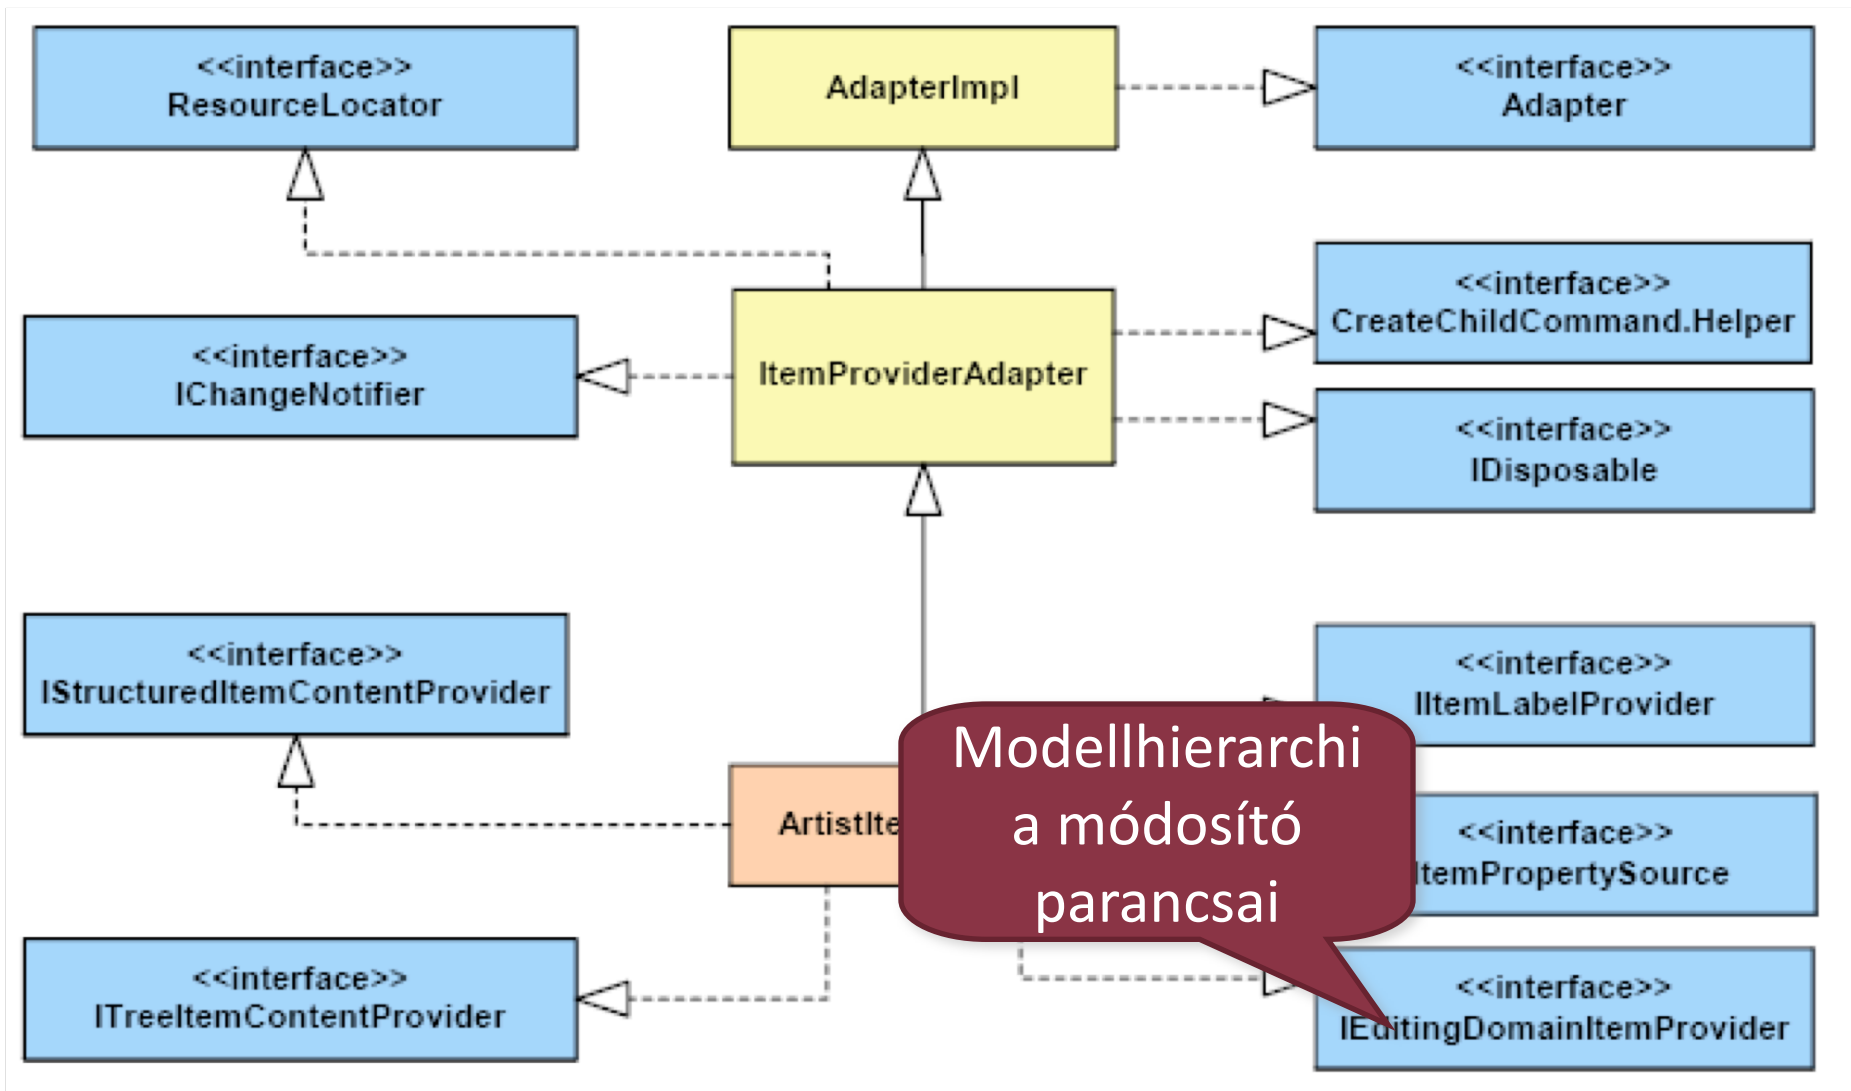 <<interface>>
ResourceLocator
AdapterImpl
<<interface>>
Adapter
<<interface>>
CreateChildCommand.Helper
<<interface>>
IChangeNotifier
ItemProviderAdapter
<<interface>>
IDisposable
<<interface>>
IStructuredItemContentProvider
<<interface>>
IItemLabelProvider
Modellhierarchi
a módosító
parancsai
ArtistIte
<<interface>>
ItemPropertySource
<<interface>>
ITreeItemContentProvider
<<interface>>
IEditingDomainItemProvider